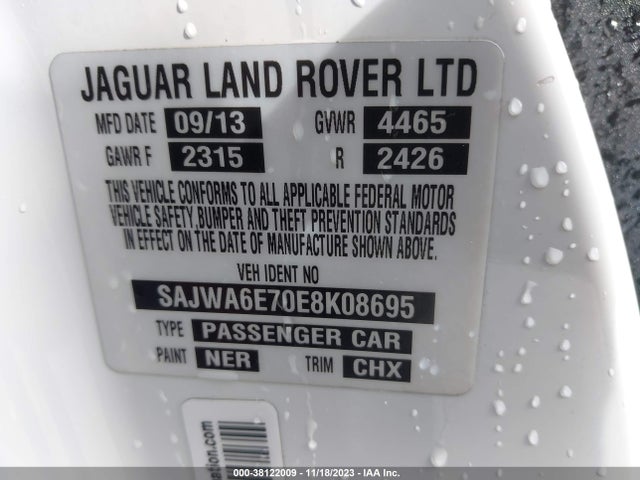 JAGUAR LAND ROVER LTD
MFD DATE 09/13 GVWR 4465
GAWR F 2315 R 2426
THIS VEHICLE CONFORMS TO ALL APPLICABLE FEDERAL MOTOR
VEHICLE SAFETY BUMPER AND THEFT PREVENTION STANDARDS
IN EFFECT ON THE DATE OF MANUFACTURE SHOWN ABOVE.
VEH IDENT NO
SAJWA6E70E8K08695
TYPE PASSENGER CAR
PAINT NER TRIM CHX
ation.com
000-38122009 - 11/18/2023 - IAA Inc.